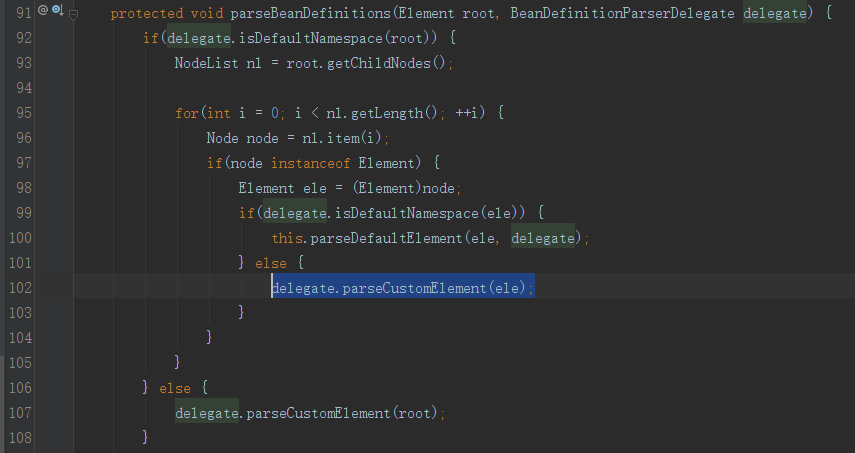 91 protected void parseBeanDefinitions(Element root, BeanDefinitionParserDelegate delegate) {
92 if(delegate.isDefaultNamespace(root)) {
93 NodeList nl = root.getChildNodes();
94
95 for(int i = 0; i < nl.getLength(); ++i) {
96 Node node = nl.item(i);
97 if(node instanceof Element) {
98 Element ele = (Element)node;
99 if(delegate.isDefaultNamespace(ele)) {
100 this.parseDefaultElement(ele, delegate);
101 } else {
102 delegate.parseCustomElement(ele);
103 }
104 }
105 }
106 } else {
107 delegate.parseCustomElement(root);
108 }